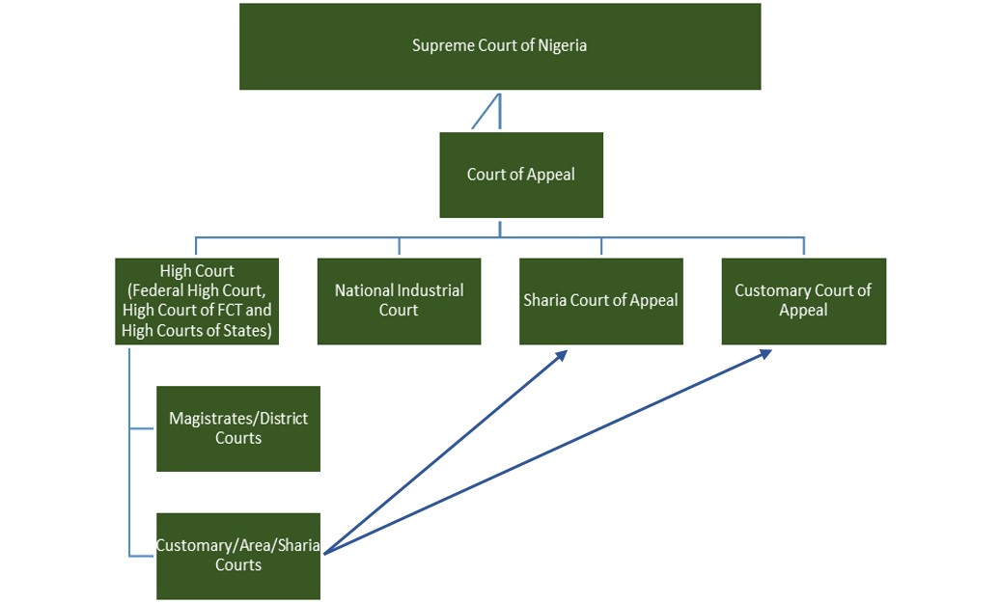 Supreme Court of Nigeria
Court of Appeal
High Court
(Federal High Court,
High Court of FCT and
High Courts of States)
National Industrial
Court
Sharia Court of Appeal
Customary Court of
Appeal
Magistrates/District
Courts
Customary/Area/Sharia
Courts